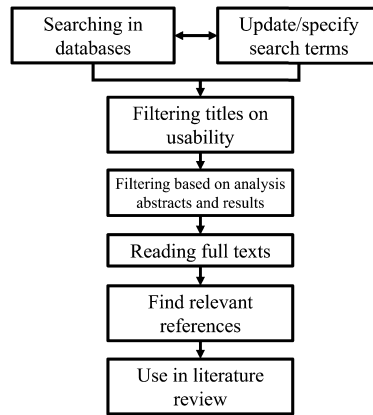 Searching in
databases
Update/specify
search terms
Filtering titles on
usability
Filtering based on analysis
abstracts and results
Reading full texts
Find relevant
references
Use in literature
review